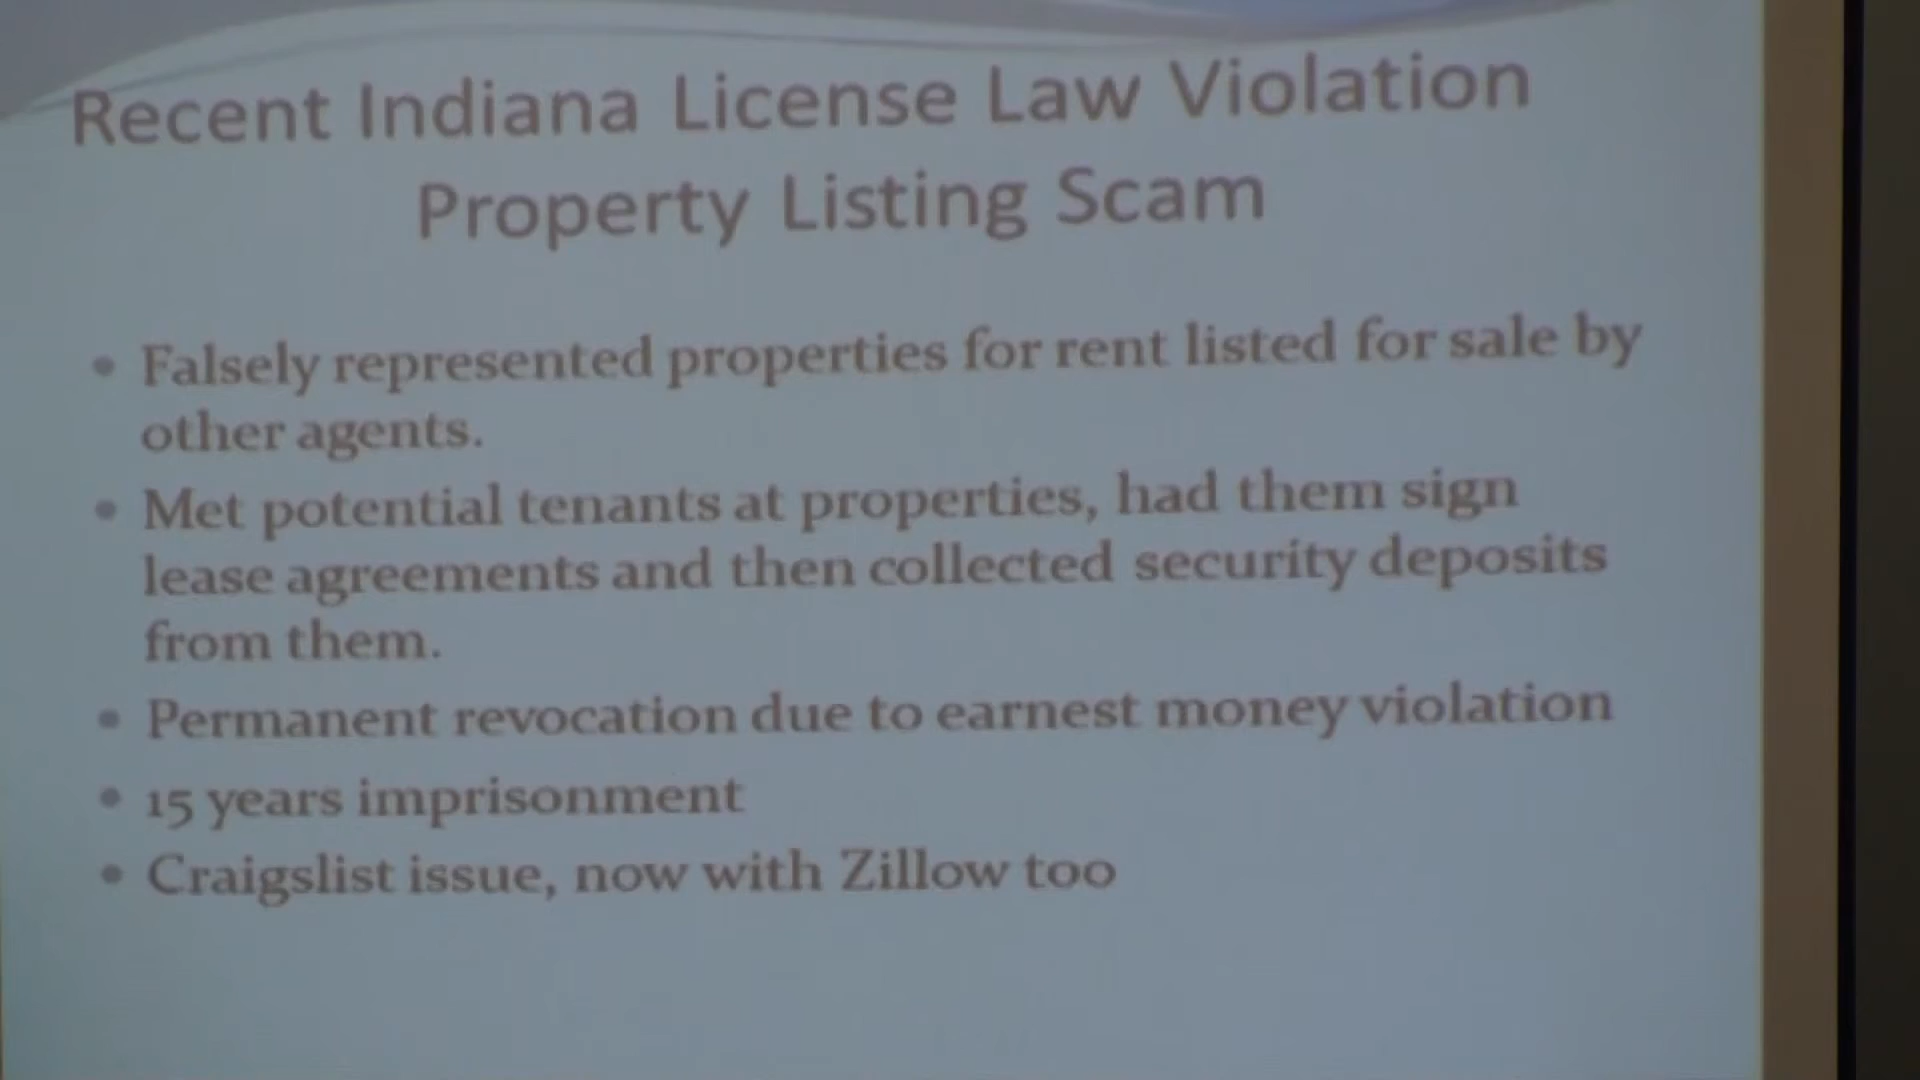 Recent Indiana License Law Violation
Property Listing Scam
• Falsely represented properties for rent listed for sale by
other agents.
• Met potential tenants at properties, had them sign
lease agreements and then collected security deposits
from them.
• Permanent revocation due to earnest money violation
• 15 years imprisonment
• Craigslist issue, now with Zillow too